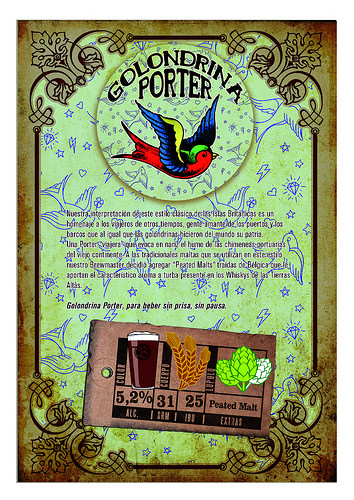 GOLONDRINA
PORTER
Nuestra interpretación de este estilo clásico de las Islas Británicas es un
homenaje a los viajeros de otros tiempos, gente amante de los puertos y los
barcos que al igual que las golondrinas hicieron del mundo su patria.
Una Porter "viajera" que evoca en nariz el humo de las chimeneas portuarias
del viejo continente. A las tradicionales maltas que se utilizan en este estilo
nuestro Brewmaster decidió agregar "Peated Malts" traídas de Bélgica que le
aportan el característico aroma a turba presente en los Whiskys de las Tierras
Altas.
Golondrina Porter, para beber sin prisa, sin pausa.
COLOR
CUERPO
LUPULO
5,2% 31 25 Peated Malt
ALC. SRM IBU EXTRAS